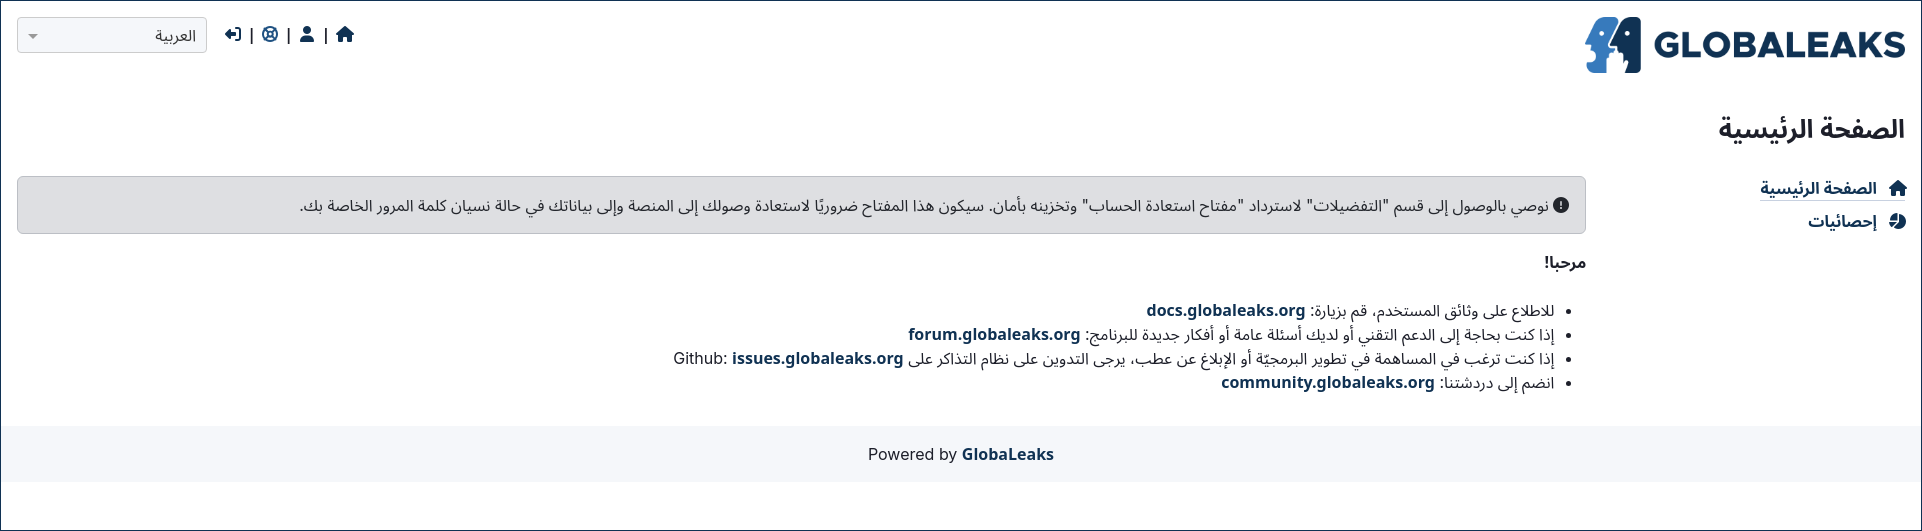 GLOBALEAKS
العربية
الصفحة الرئيسية
الصفحة الرئيسية
إحصائيات
نوصي بالوصول إلى قسم "التفضيلات" لاسترداد "مفتاح استعادة الحساب" وتخزينه بأمان. سيكون هذا المفتاح ضروريًا لاستعادة وصولك إلى المنصة وإلى بياناتك في حالة نسيان كلمة المرور الخاصة بك.
مرحبا!
• للاطلاع على وثائق المستخدم، قم بزيارة: docs.globaleaks.org
• إذا كنت بحاجة إلى الدعم التقني أو لديك أسئلة عامة أو أفكار جديدة للبرنامج: forum.globaleaks.org
• إذا كنت ترغب في المساهمة في تطوير البرمجيّة أو الإبلاغ عن عطب، يرجى التدوين على نظام التذاكر على Github: issues.globaleaks.org
• انضم إلى دردشتنا: community.globaleaks.org
Powered by GlobaLeaks